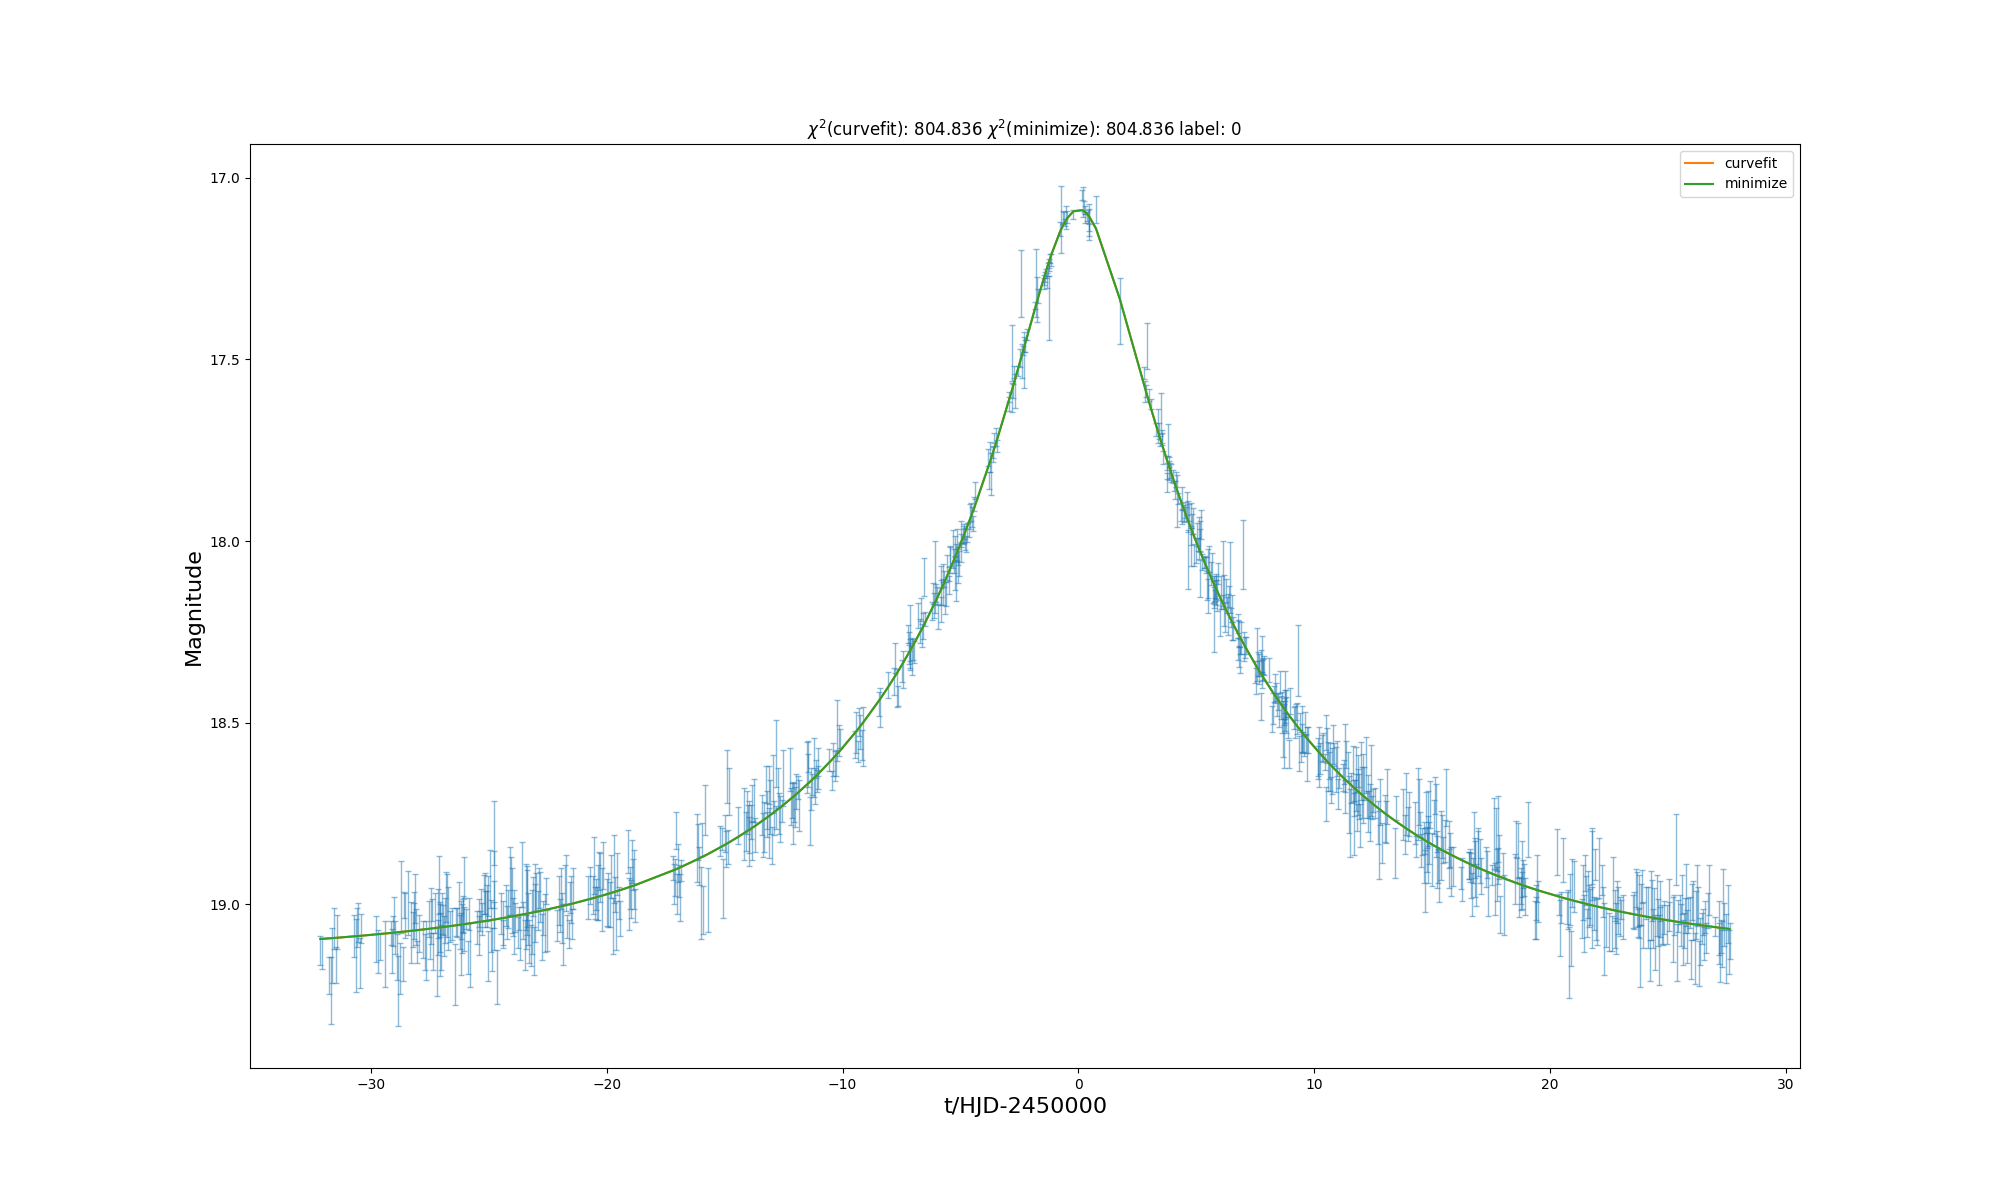 χ²(curvefit): 804.836 χ²(minimize): 804.836 label: 0
curvefit
minimize
17.0
17.5
18.0
18.5
19.0
Magnitude
−30
−20
−10
0
10
20
30
t/HJD-2450000